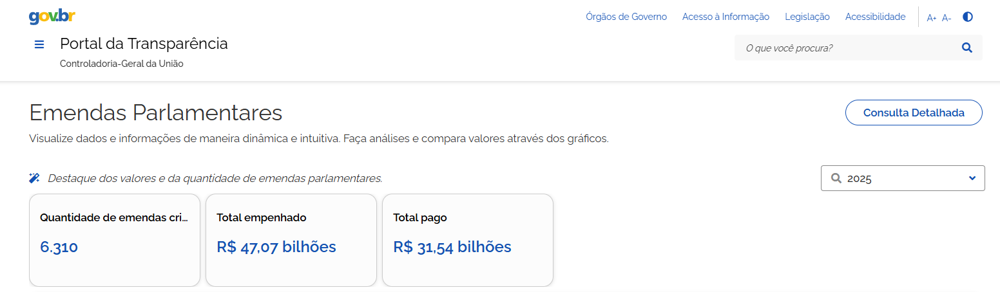 gov.br
Órgãos de Governo Acesso à Informação Legislação Acessibilidade A+ A-
Portal da Transparência
O que você procura?
Controladoria-Geral da União
Emendas Parlamentares
Consulta Detalhada
Visualize dados e informações de maneira dinâmica e intuitiva. Faça análises e compara valores através dos gráficos.
Destaque dos valores e da quantidade de emendas parlamentares.
2025
Quantidade de emendas cri...
6.310
Total empenhado
R$ 47,07 bilhões
Total pago
R$ 31,54 bilhões